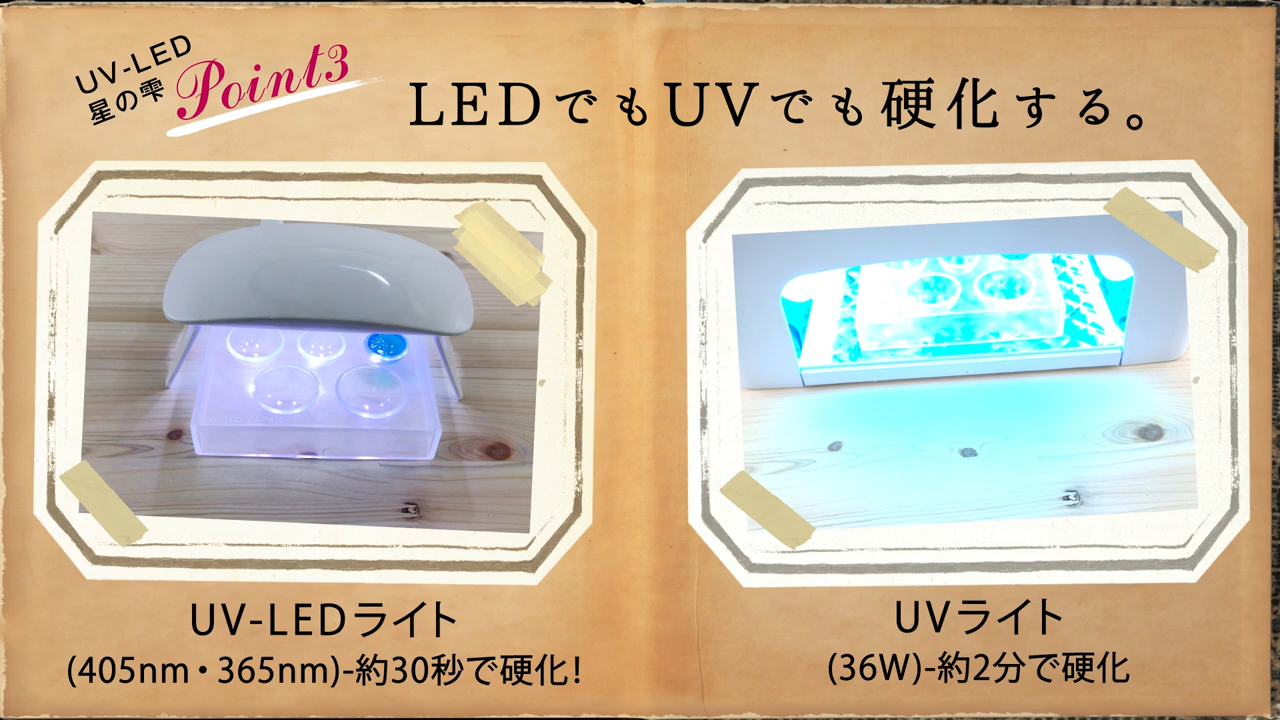 UV-LED
星の雫
Point3
LEDでもUVでも硬化する。
UV-LEDライト
(405nm・365nm)-約30秒で硬化！
UVライト
(36W)-約2分で硬化